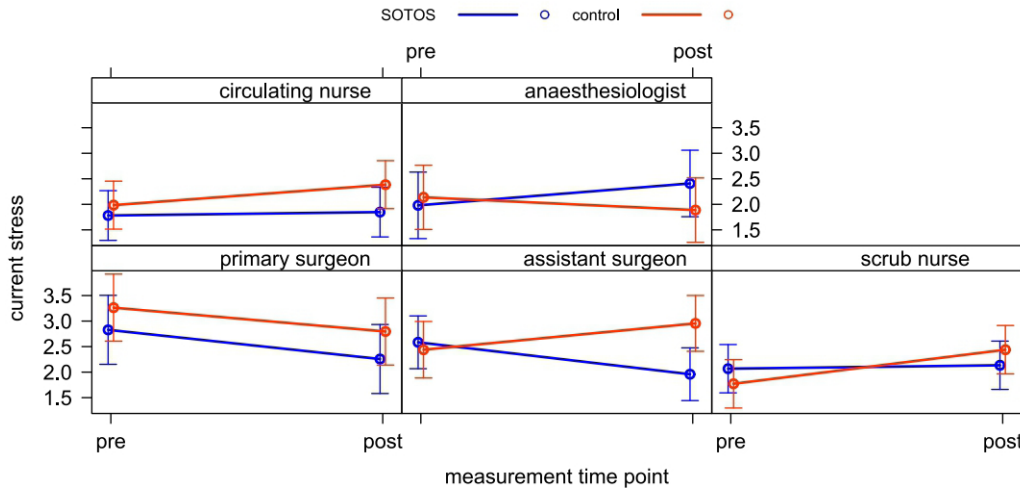 SOTOS control
pre post
circulating nurse anaesthesiologist
3.5
3.0
2.5
2.0
1.5
current stress
primary surgeon assistant surgeon scrub nurse
3.5
3.0
2.5
2.0
1.5
pre post pre post
measurement time point